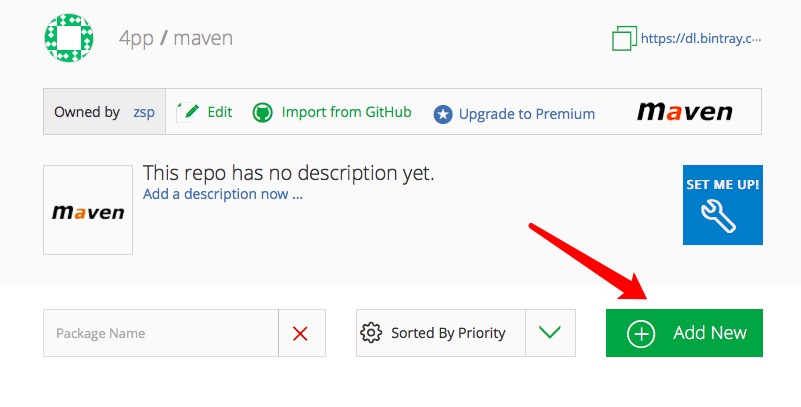 4pp / maven
https://dl.bintray.c...
Owned by zsp Edit Import from GitHub Upgrade to Premium maven
This repo has no description yet.
Add a description now ...
maven
SET ME UP!
Package Name Sorted By Priority Add New